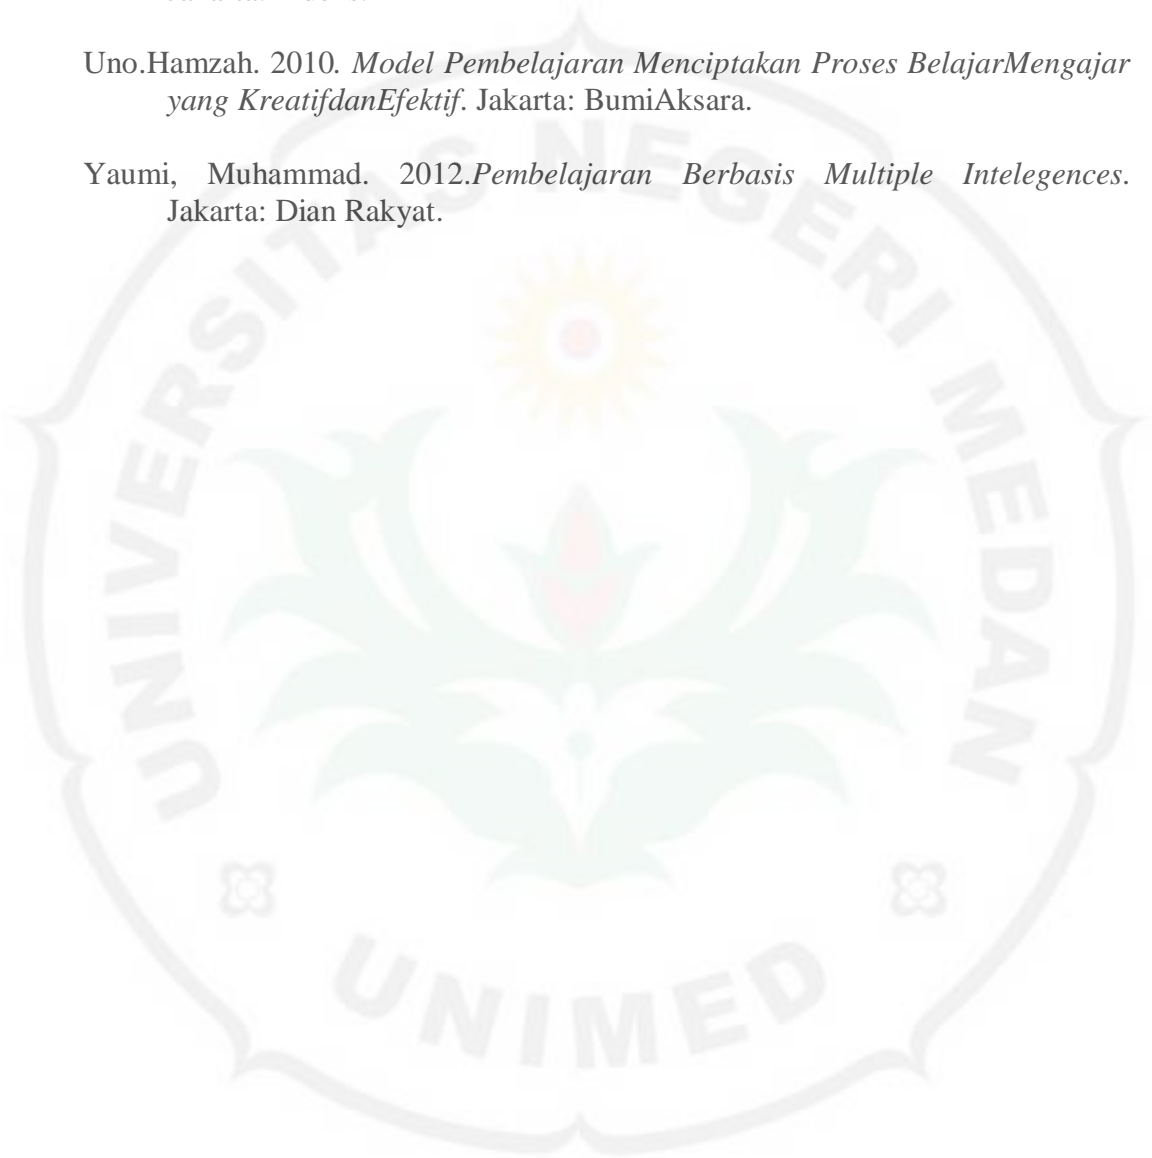 Uno.Hamzah. 2010. Model Pembelajaran Menciptakan Proses BelajarMengajar
yang KreatifdanEfektif. Jakarta: BumiAksara.
Yaumi, Muhammad. 2012.Pembelajaran Berbasis Multiple Intelegences.
Jakarta: Dian Rakyat.
UNIVERSITAS NEGERI MEDAN
UNIMED